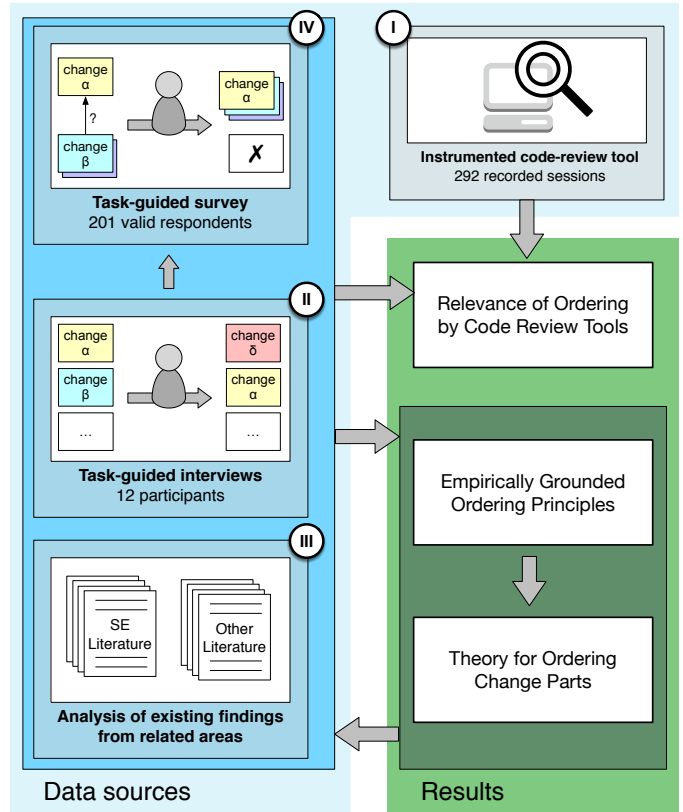 IV
change
α
?
change
β
change
α
✗
Task-guided survey
201 valid respondents
I
Instrumented code-review tool
292 recorded sessions
II
change
α
change
β
...
change
δ
change
α
...
Task-guided interviews
12 participants
III
SE
Literature
Other
Literature
Analysis of existing findings
from related areas
Data sources
Relevance of Ordering
by Code Review Tools
Empirically Grounded
Ordering Principles
Theory for Ordering
Change Parts
Results